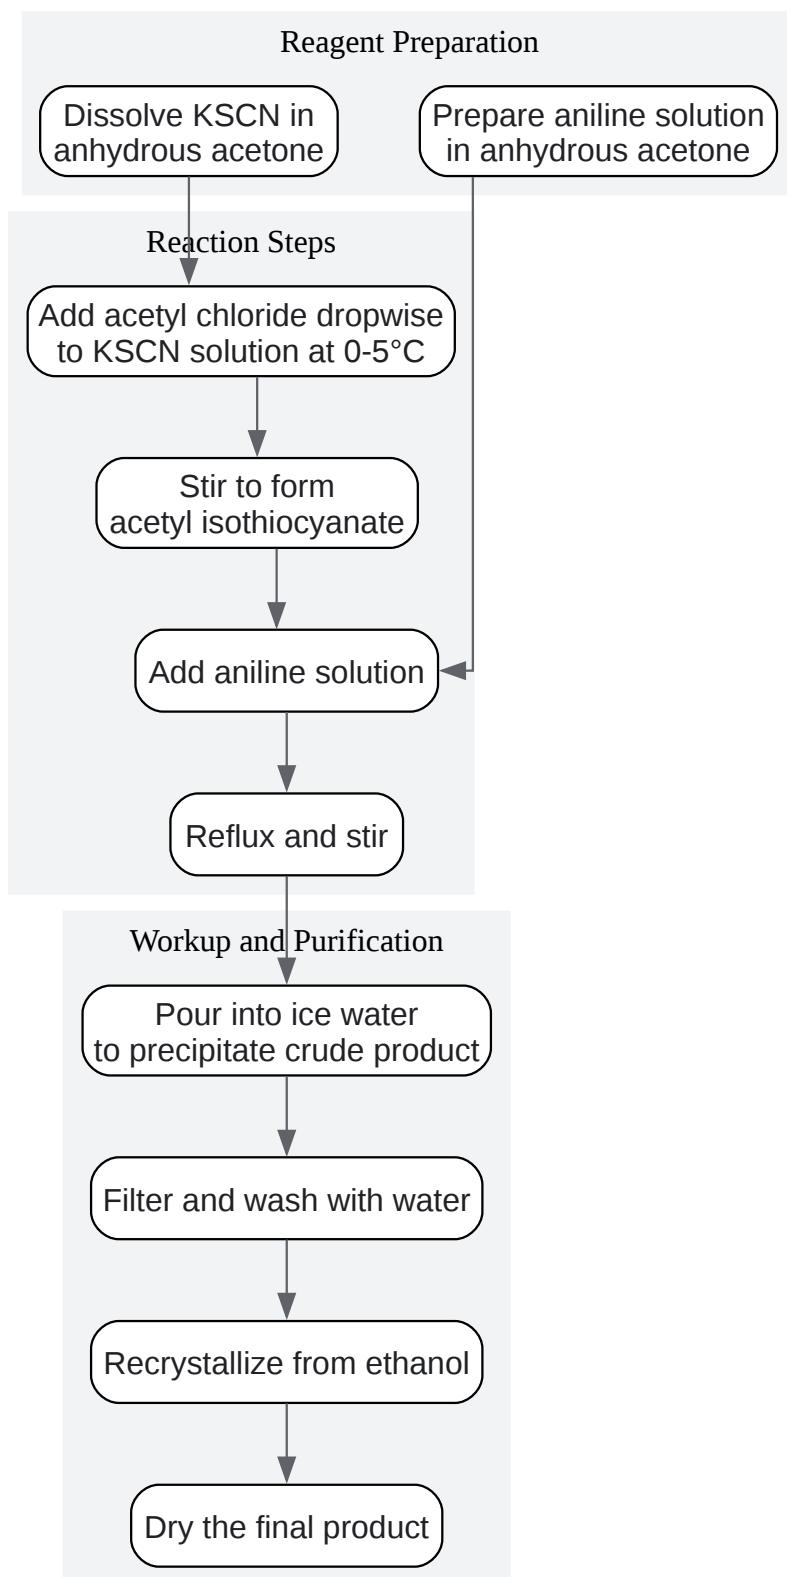 Reagent Preparation
Dissolve KSCN in
anhydrous acetone
Prepare aniline solution
in anhydrous acetone
Reaction Steps
Add acetyl chloride dropwise
to KSCN solution at 0-5°C
Stir to form
acetyl isothiocyanate
Add aniline solution
Reflux and stir
Workup and Purification
Pour into ice water
to precipitate crude product
Filter and wash with water
Recrystallize from ethanol
Dry the final product